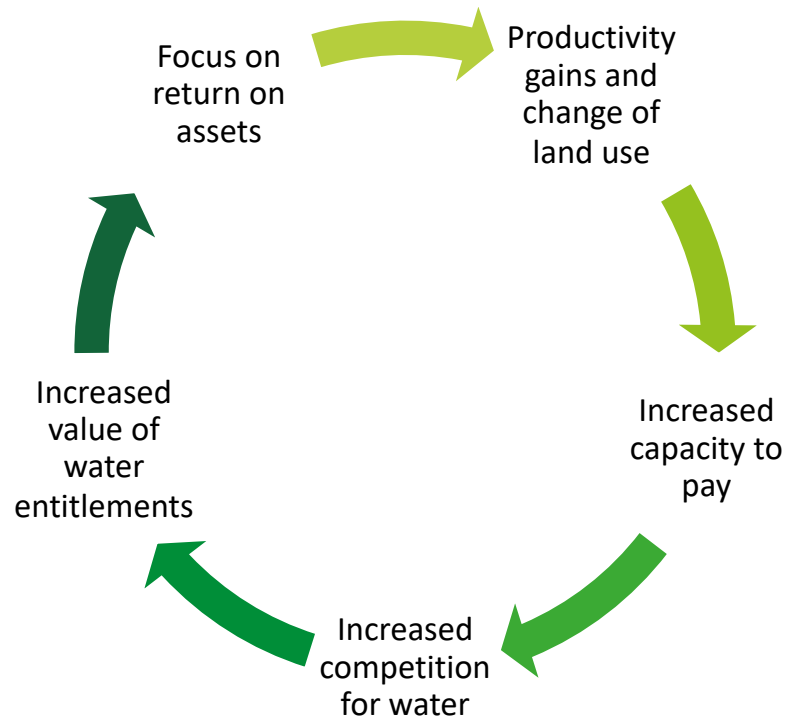 Focus on
return on
assets
Productivity
gains and
change of
land use
Increased
capacity to
pay
Increased
competition
for water
Increased
value of
water
entitlements